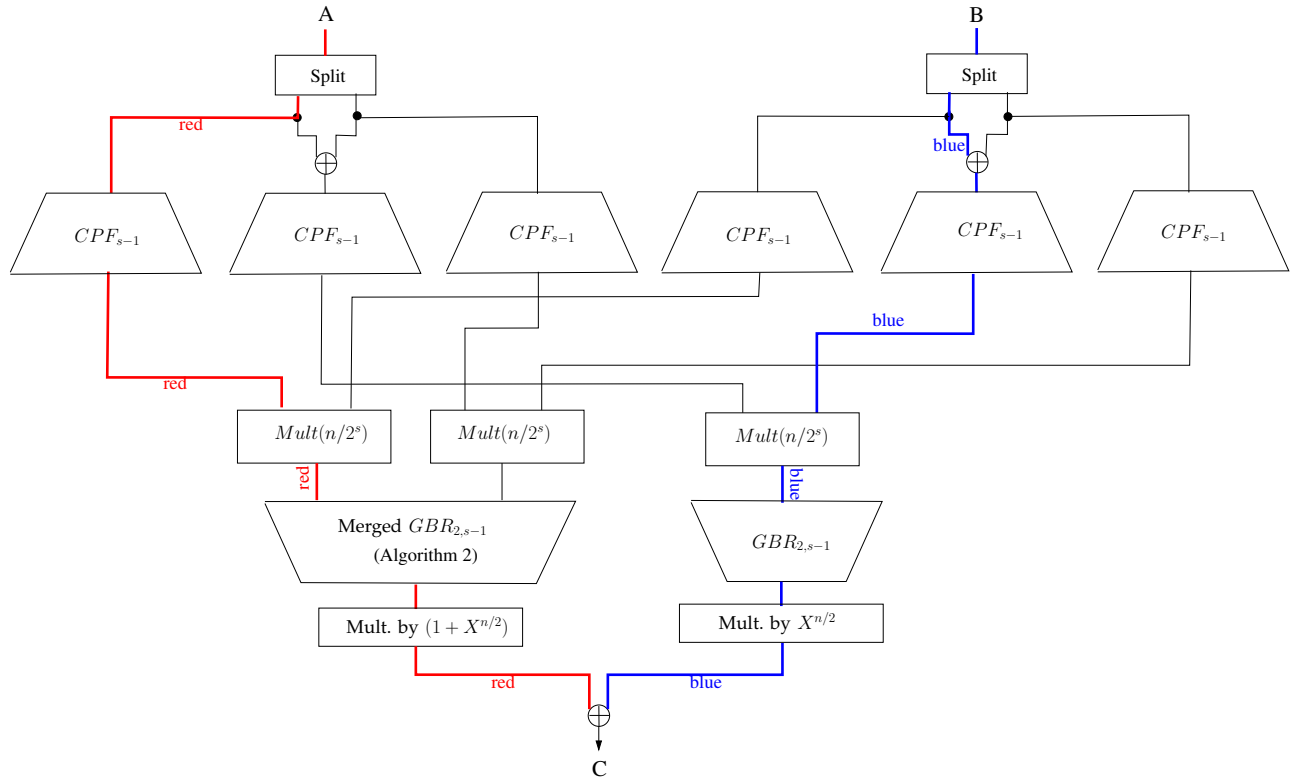 A B
Split Split
red
blue
$CPF_{s-1}$ $CPF_{s-1}$ $CPF_{s-1}$ $CPF_{s-1}$ $CPF_{s-1}$ $CPF_{s-1}$
blue
red
$Mult(n/2^s)$ $Mult(n/2^s)$ $Mult(n/2^s)$
red blue
Merged $GBR_{2,s-1}$
(Algorithm 2)
$GBR_{2,s-1}$
Mult. by $(1 + X^{n/2})$ Mult. by $X^{n/2}$
red blue
C